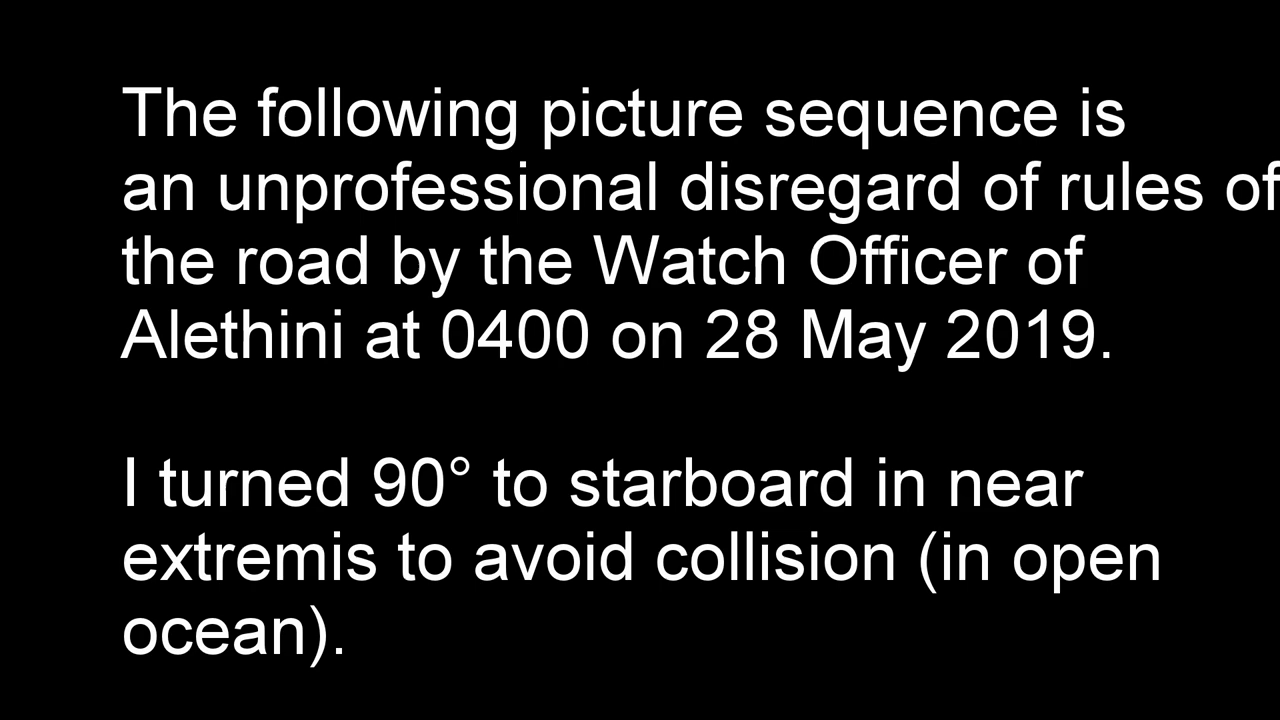 The following picture sequence is
an unprofessional disregard of rules of
the road by the Watch Officer of
Alethini at 0400 on 28 May 2019.
I turned 90° to starboard in near
extremis to avoid collision (in open
ocean).